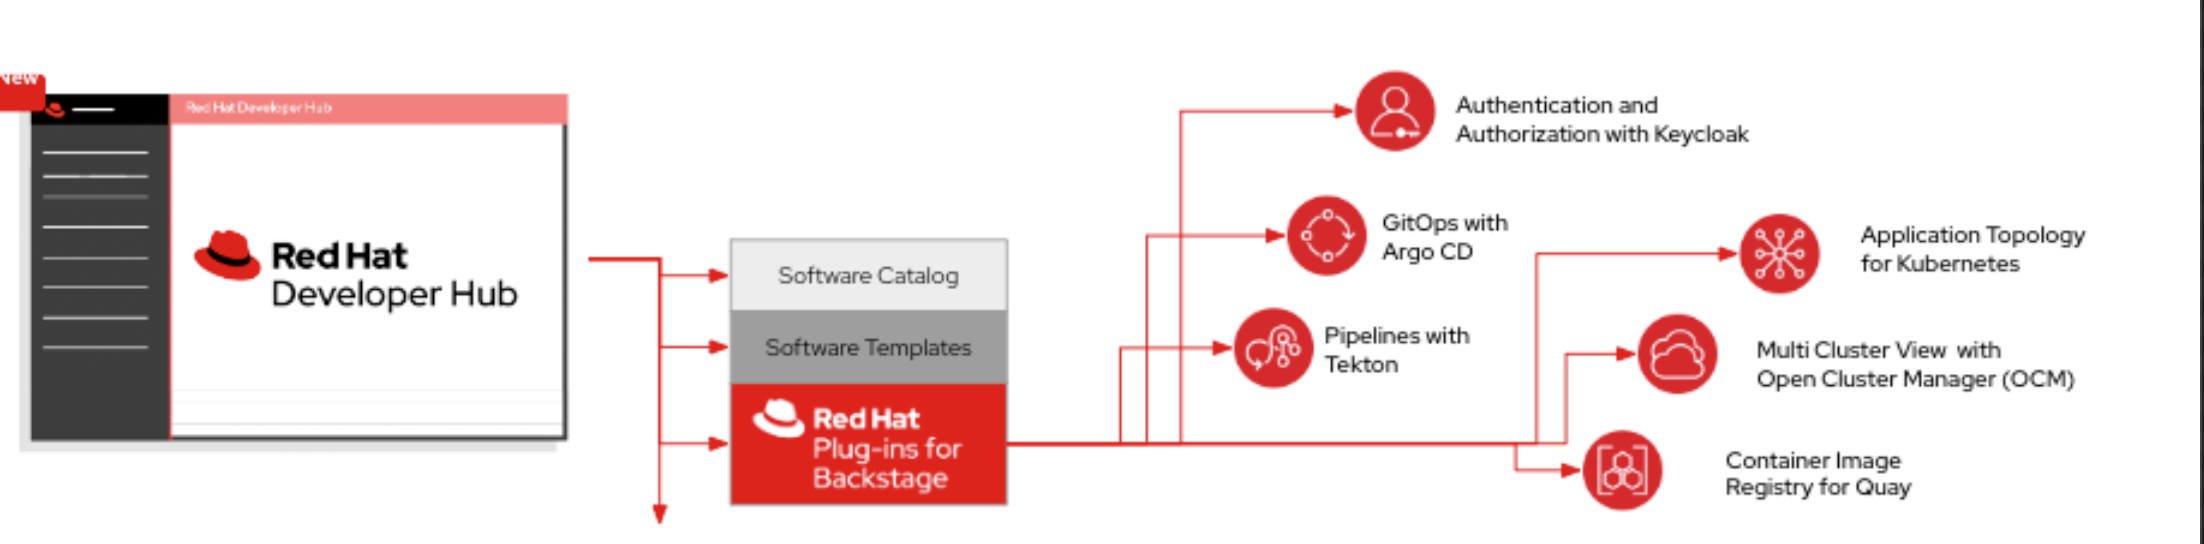 New
Red Hat Developer Hub
Red Hat
Developer Hub
Software Catalog
Software Templates
Red Hat
Plug-ins for
Backstage
Authentication and
Authorization with Keycloak
GitOps with
Argo CD
Pipelines with
Tekton
Application Topology
for Kubernetes
Multi Cluster View with
Open Cluster Manager (OCM)
Container Image
Registry for Quay